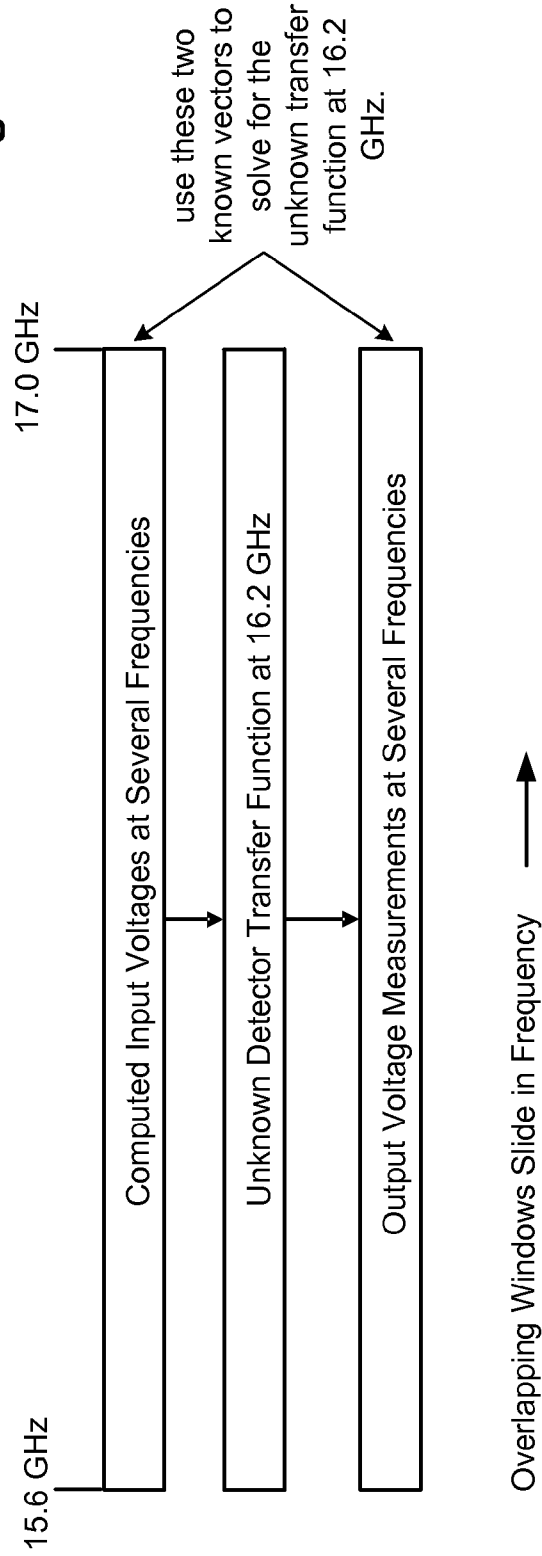 15.6 GHz
17.0 GHz
Computed Input Voltages at Several Frequencies
Unknown Detector Transfer Function at 16.2 GHz
Output Voltage Measurements at Several Frequencies
use these two
known vectors to
solve for the
unknown transfer
function at 16.2
GHz.
Overlapping Windows Slide in Frequency